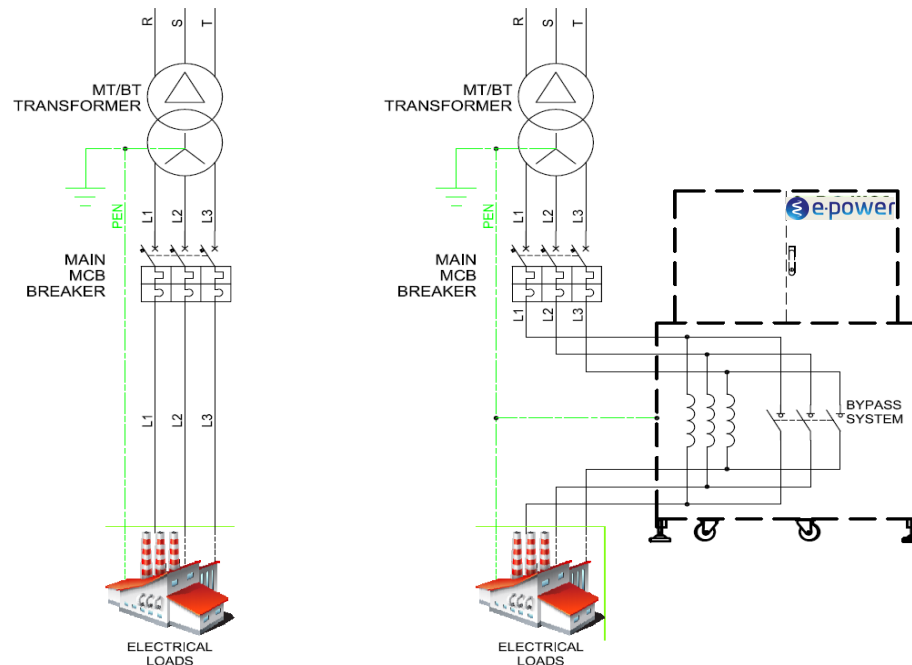 R
S
T
MT/BT
TRANSFORMER
PEN
L1
L2
L3
MAIN
MCB
BREAKER
L1
L2
L3
ELECTRICAL
LOADS
R
S
T
MT/BT
TRANSFORMER
PEN
L1
L2
L3
MAIN
MCB
BREAKER
L1
L2
L3
e·power
BYPASS
SYSTEM
ELECTRICAL
LOADS